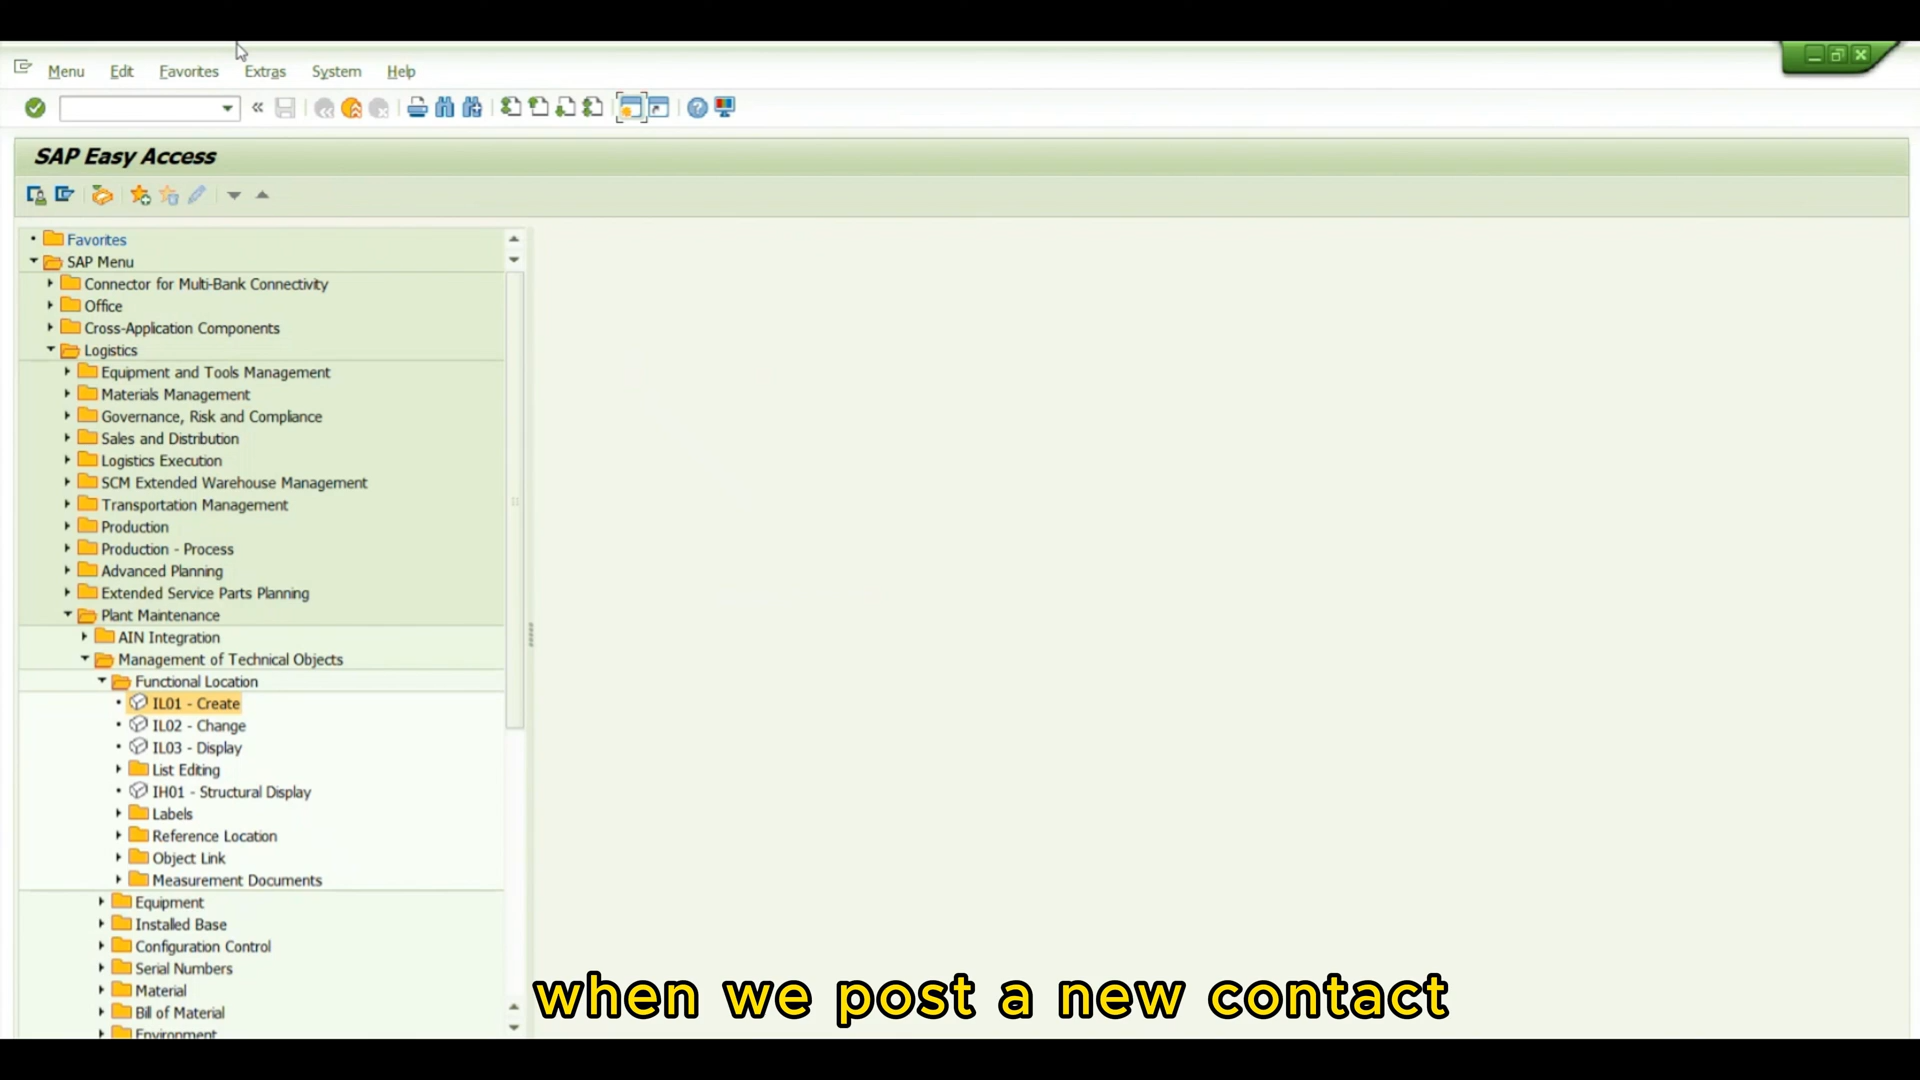 Menu Edit Favorites Extras System Help
SAP Easy Access
Favorites
SAP Menu
Connector for Multi-Bank Connectivity
Office
Cross-Application Components
Logistics
Equipment and Tools Management
Materials Management
Governance, Risk and Compliance
Sales and Distribution
Logistics Execution
SCM Extended Warehouse Management
Transportation Management
Production
Production - Process
Advanced Planning
Extended Service Parts Planning
Plant Maintenance
AIN Integration
Management of Technical Objects
Functional Location
IL01 - Create
IL02 - Change
IL03 - Display
List Editing
IH01 - Structural Display
Labels
Reference Location
Object Link
Measurement Documents
Equipment
Installed Base
Configuration Control
Serial Numbers
Material
Bill of Material
Environment
when we post a new contact